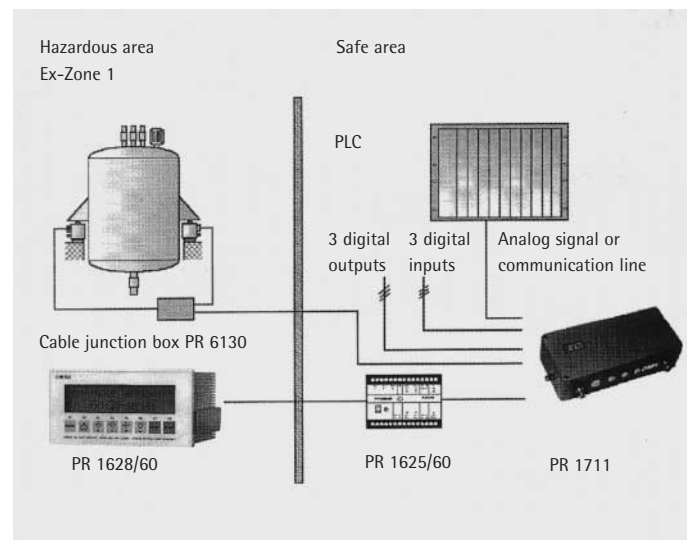 Hazardous area
Ex-Zone 1
Safe area
PLC
3 digital
outputs
3 digital
inputs
Analog signal or
communication line
Cable junction box PR 6130
PR 1628/60
PR 1625/60
PR 1711